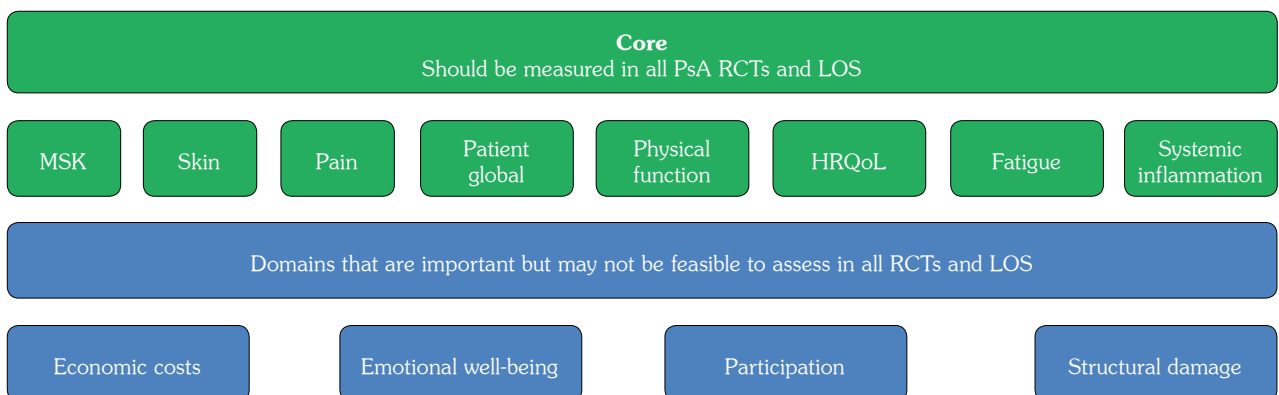 Core
Should be measured in all PsA RCTs and LOS
MSK
Skin
Pain
Patient
global
Physical
function
HRQoL
Fatigue
Systemic
inflammation
Domains that are important but may not be feasible to assess in all RCTs and LOS
Economic costs
Emotional well-being
Participation
Structural damage